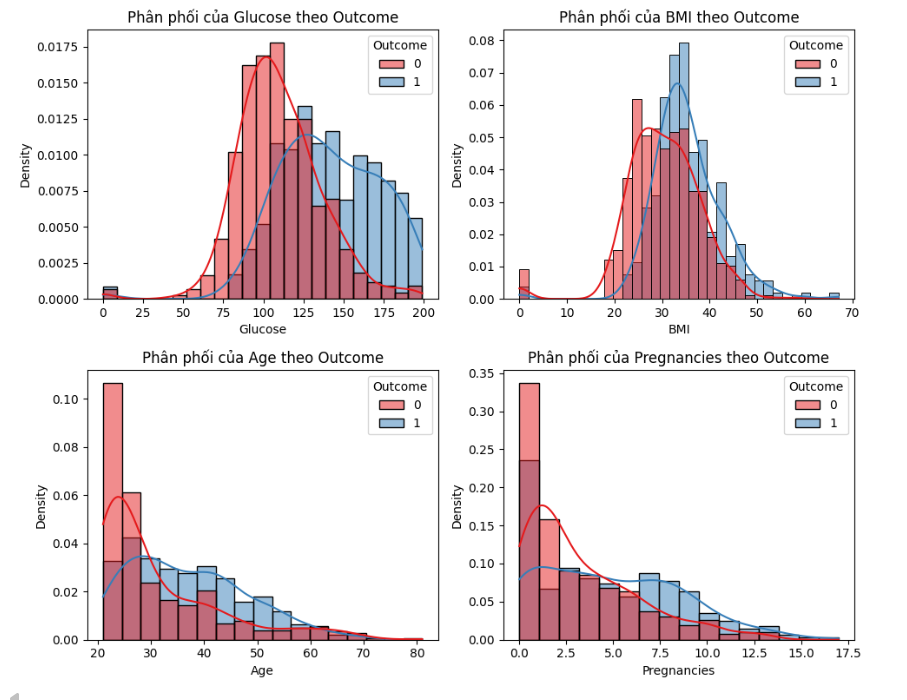 Phân phối của Glucose theo Outcome
Outcome
0
1
0.0175
0.0150
0.0125
0.0100
0.0075
0.0050
0.0025
0.0000
Density
0 25 50 75 100 125 150 175 200
Glucose
Phân phối của BMI theo Outcome
Outcome
0
1
0.08
0.07
0.06
0.05
0.04
0.03
0.02
0.01
0.00
Density
0 10 20 30 40 50 60 70
BMI
Phân phối của Age theo Outcome
Outcome
0
1
0.10
0.08
0.06
0.04
0.02
0.00
Density
20 30 40 50 60 70 80
Age
Phân phối của Pregnancies theo Outcome
Outcome
0
1
0.35
0.30
0.25
0.20
0.15
0.10
0.05
0.00
Density
0.0 2.5 5.0 7.5 10.0 12.5 15.0 17.5
Pregnancies